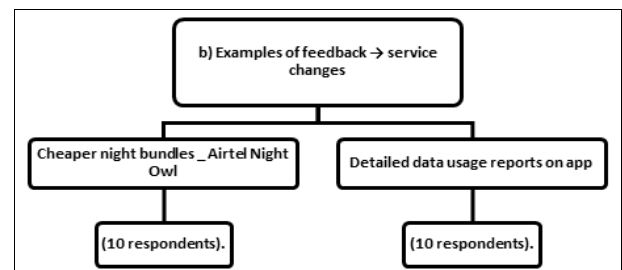 b) Examples of feedback → service
changes
Cheaper night bundles _ Airtel Night
Owl
Detailed data usage reports on app
(10 respondents).
(10 respondents).